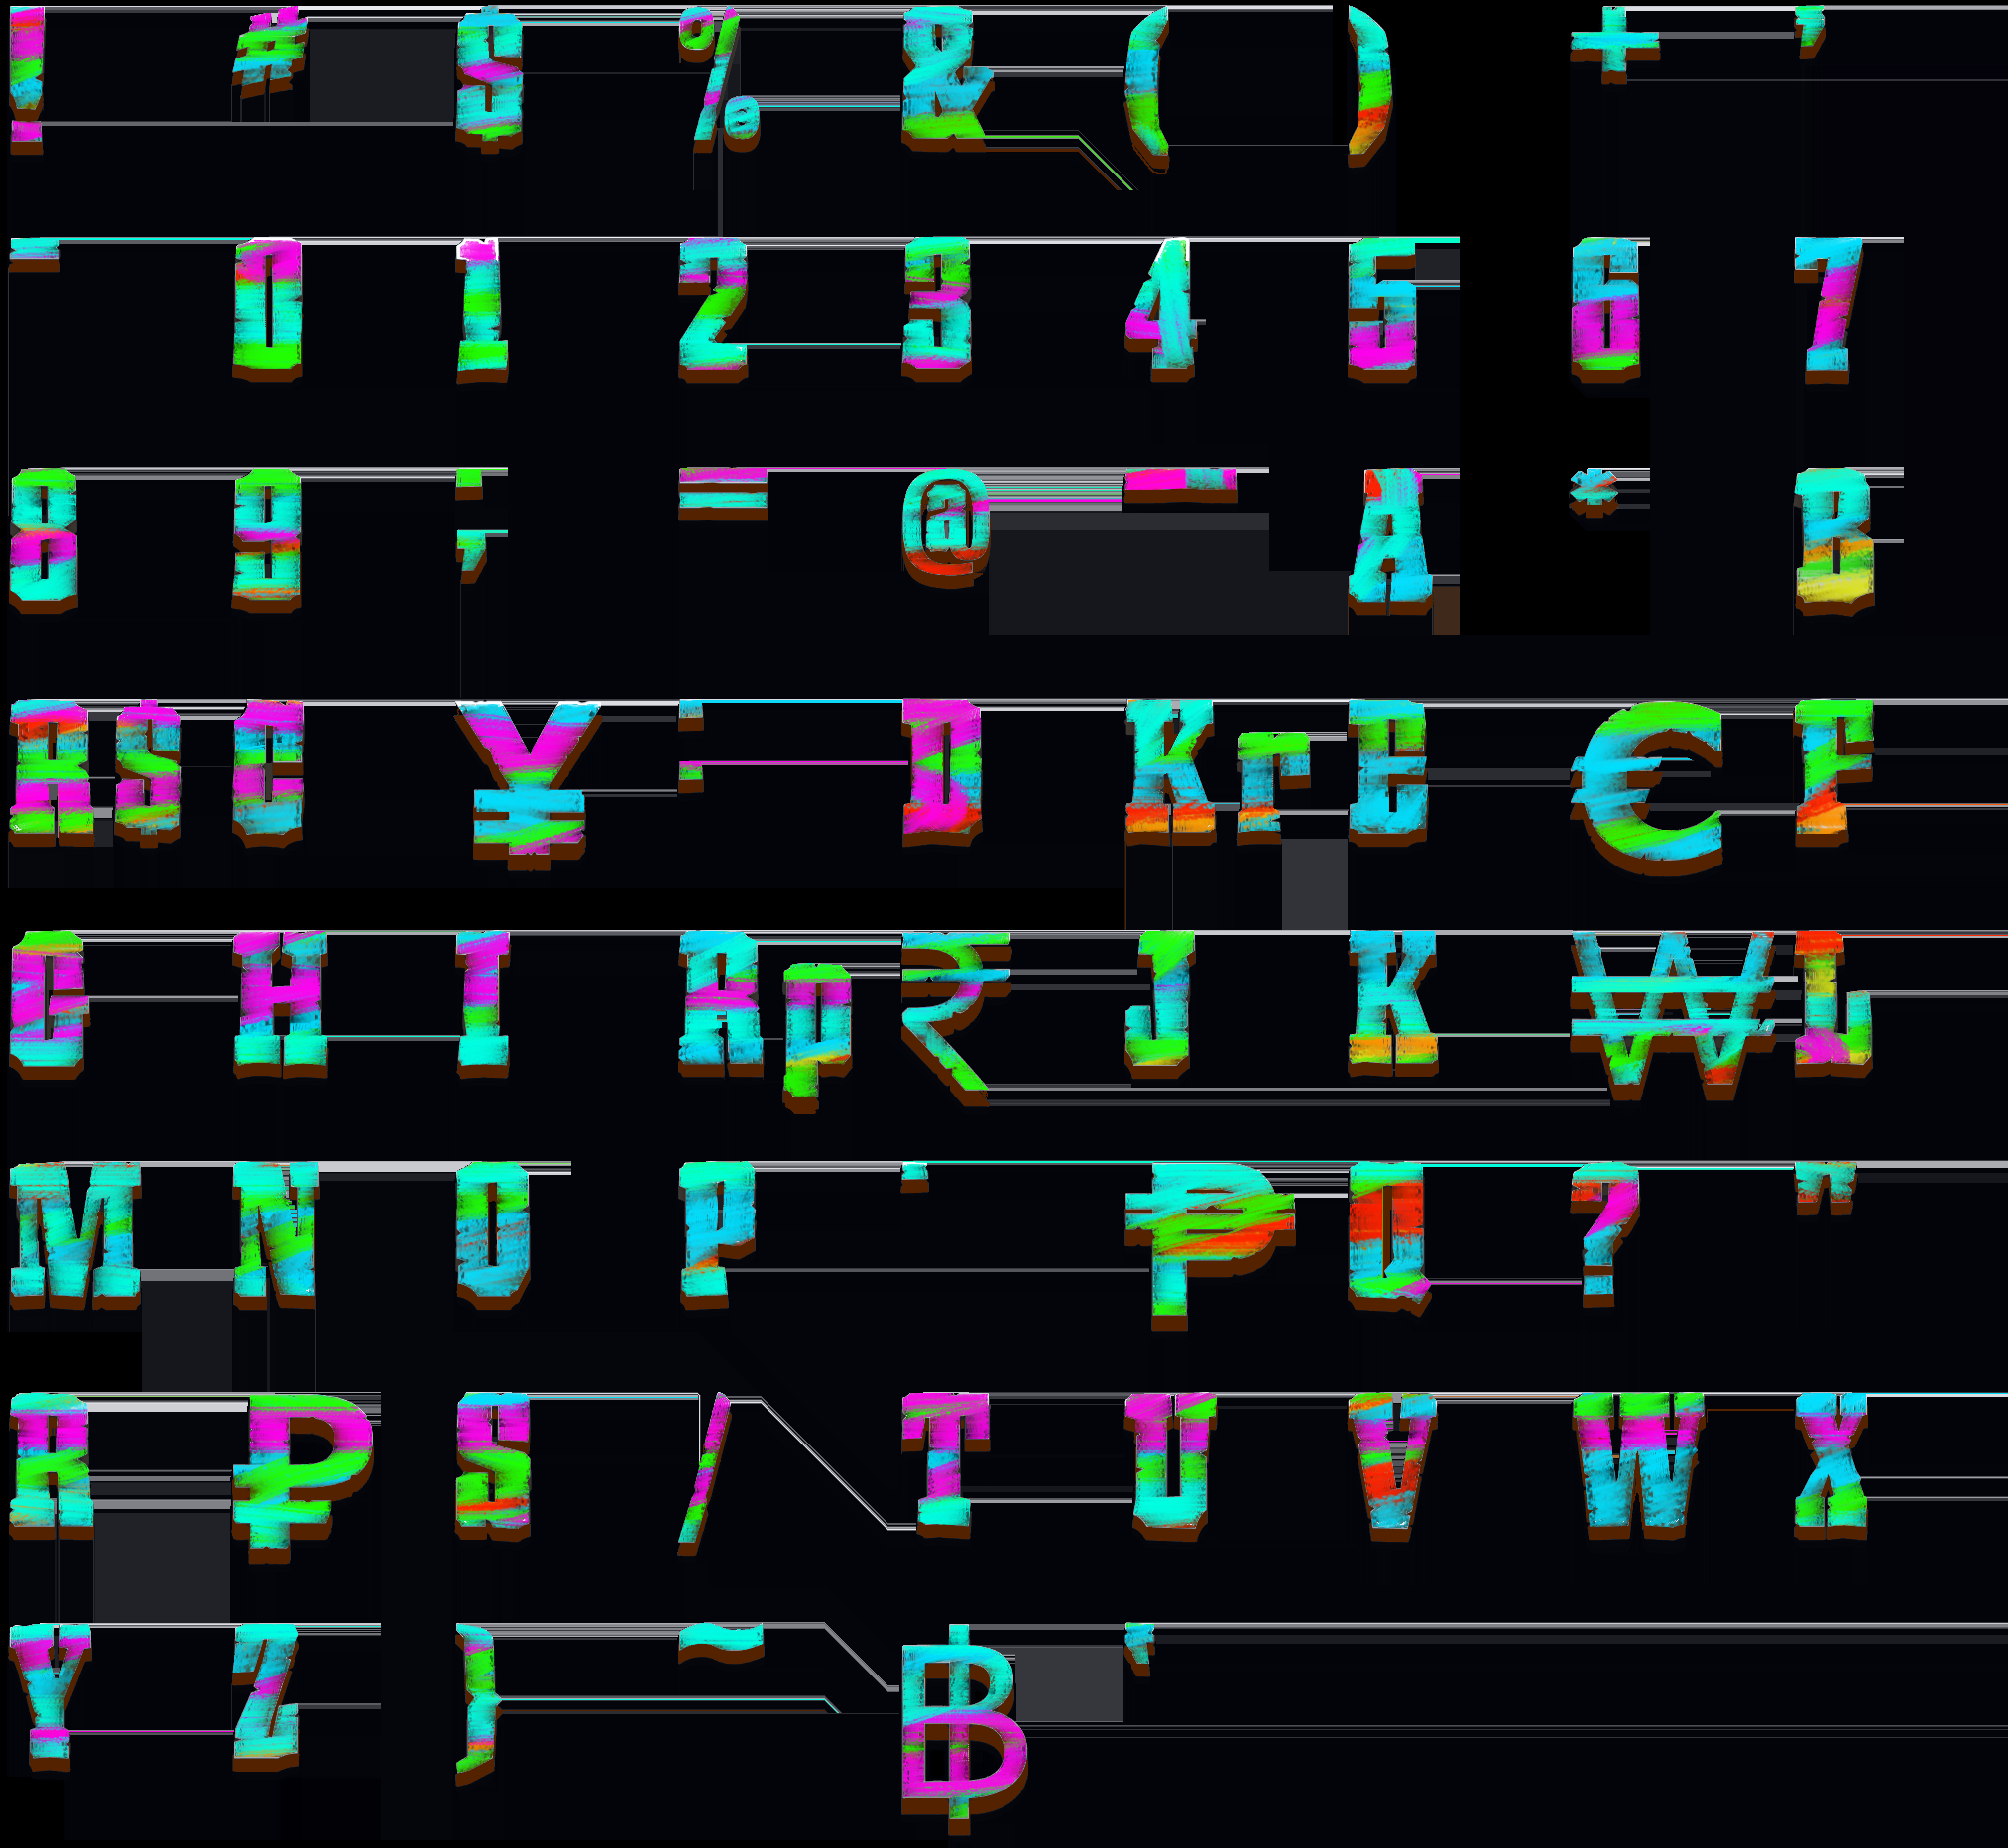 ! # $ % & ( ) + ,
- 0 1 2 3 4 5 6 7
8 9 ; = @ _ A * B
R$ C ¥ : D Kr E € F
G H I Rp ₹ J K ₩ L
M N O P . ₱ Q ? "
R ₽ S / T U V W X
Y Z } ~ ฿ '